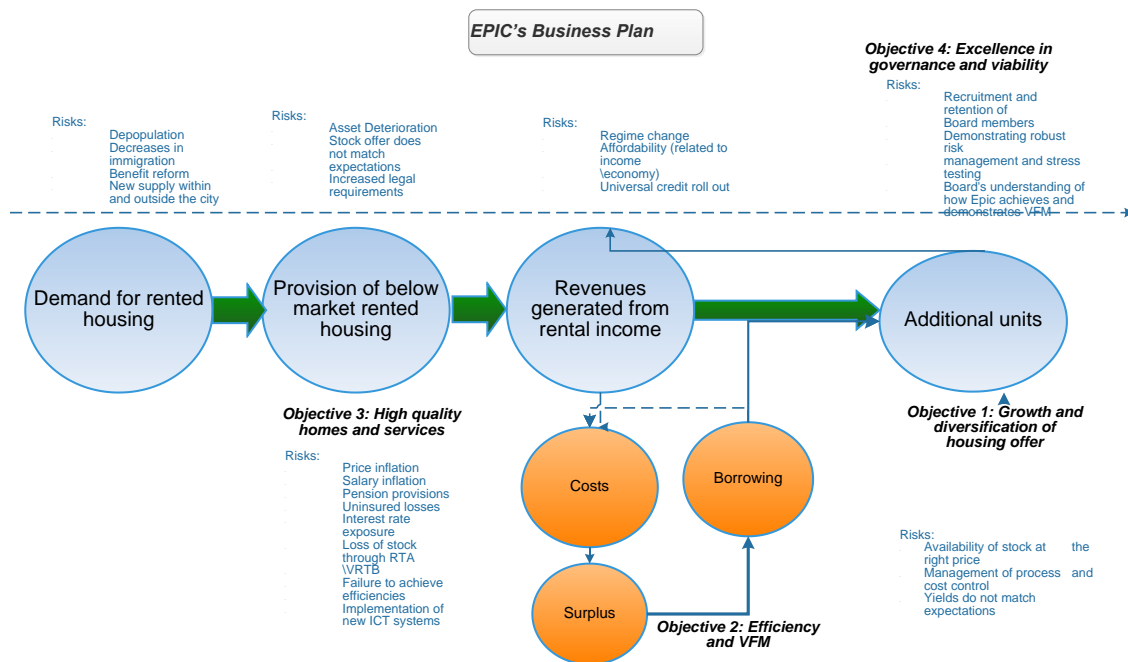 EPIC's Business Plan
Objective 4: Excellence in
governance and viability
Risks:
Depopulation
Decreases in
immigration
Benefit reform
New supply within
and outside the city
Risks:
Asset Deterioration
Stock offer does
not match
expectations
Increased legal
requirements
Risks:
Regime change
Affordability (related to
income
\economy)
Universal credit roll out
Risks:
Recruitment and
retention of
Board members
Demonstrating robust
risk
management and stress
testing
Board's understanding of
how Epic achieves and
demonstrates VFM
Demand for rented
housing
Provision of below
market rented
housing
Revenues
generated from
rental income
Additional units
Objective 3: High quality
homes and services
Objective 1: Growth and
diversification of
housing offer
Risks:
Price inflation
Salary inflation
Pension provisions
Uninsured losses
Interest rate
exposure
Loss of stock
through RTA
\VRTB
Failure to achieve
efficiencies
Implementation of
new ICT systems
Costs
Borrowing
Surplus
Objective 2: Efficiency
and VFM
Risks:
Availability of stock at the
right price
Management of process and
cost control
Yields do not match
expectations